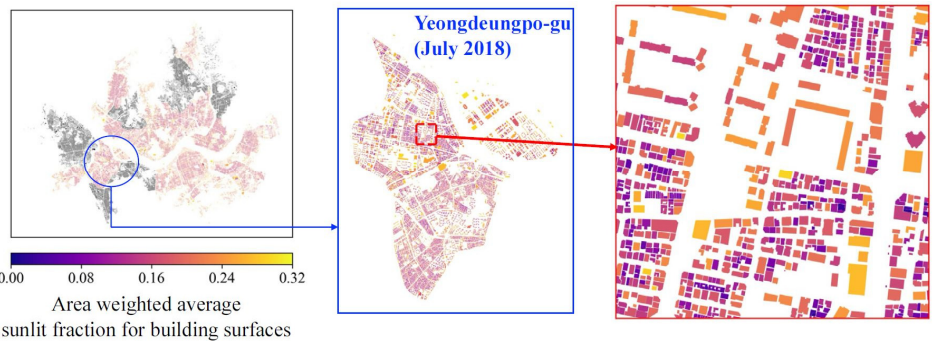 Yeongdeungpo-gu
(July 2018)
0.00 0.08 0.16 0.24 0.32
Area weighted average
sunlit fraction for building surfaces